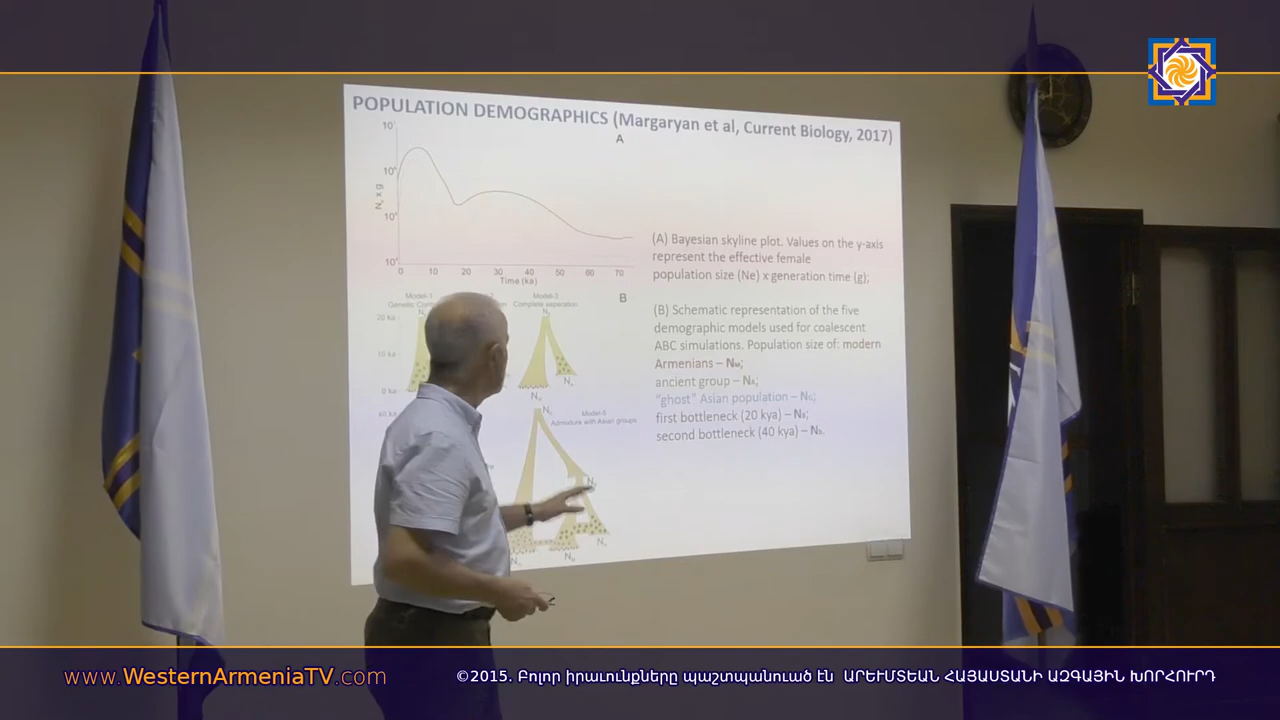 POPULATION DEMOGRAPHICS (Margaryan et al, Current Biology, 2017)
A
Time (ka)
0 10 20 30 40 50 60 70
(A) Bayesian skyline plot. Values on the y-axis
represent the effective female
population size (Ne) x generation time (g);
B
Model-1
Model-3
Complete seperation
20 ka
10 ka
0 ka
(B) Schematic representation of the five
demographic models used for coalescent
ABC simulations. Population size of: modern
Armenians – Nм;
ancient group – Nᴀ;
"ghost" Asian population –
first bottleneck (20 kya) –
second bottleneck (40 kya) –
Model-5
Admixture with Asian groups
www.WesternArmeniaTV.com
©2015. Բոլոր իրաւունքները պաշտպանուած էն ԱՐԵՒՄՏԵԱՆ ՀԱՅԱՍՏԱՆԻ ԱԶԳԱՅԻՆ ԽՈՐՀՈՒՐԴ